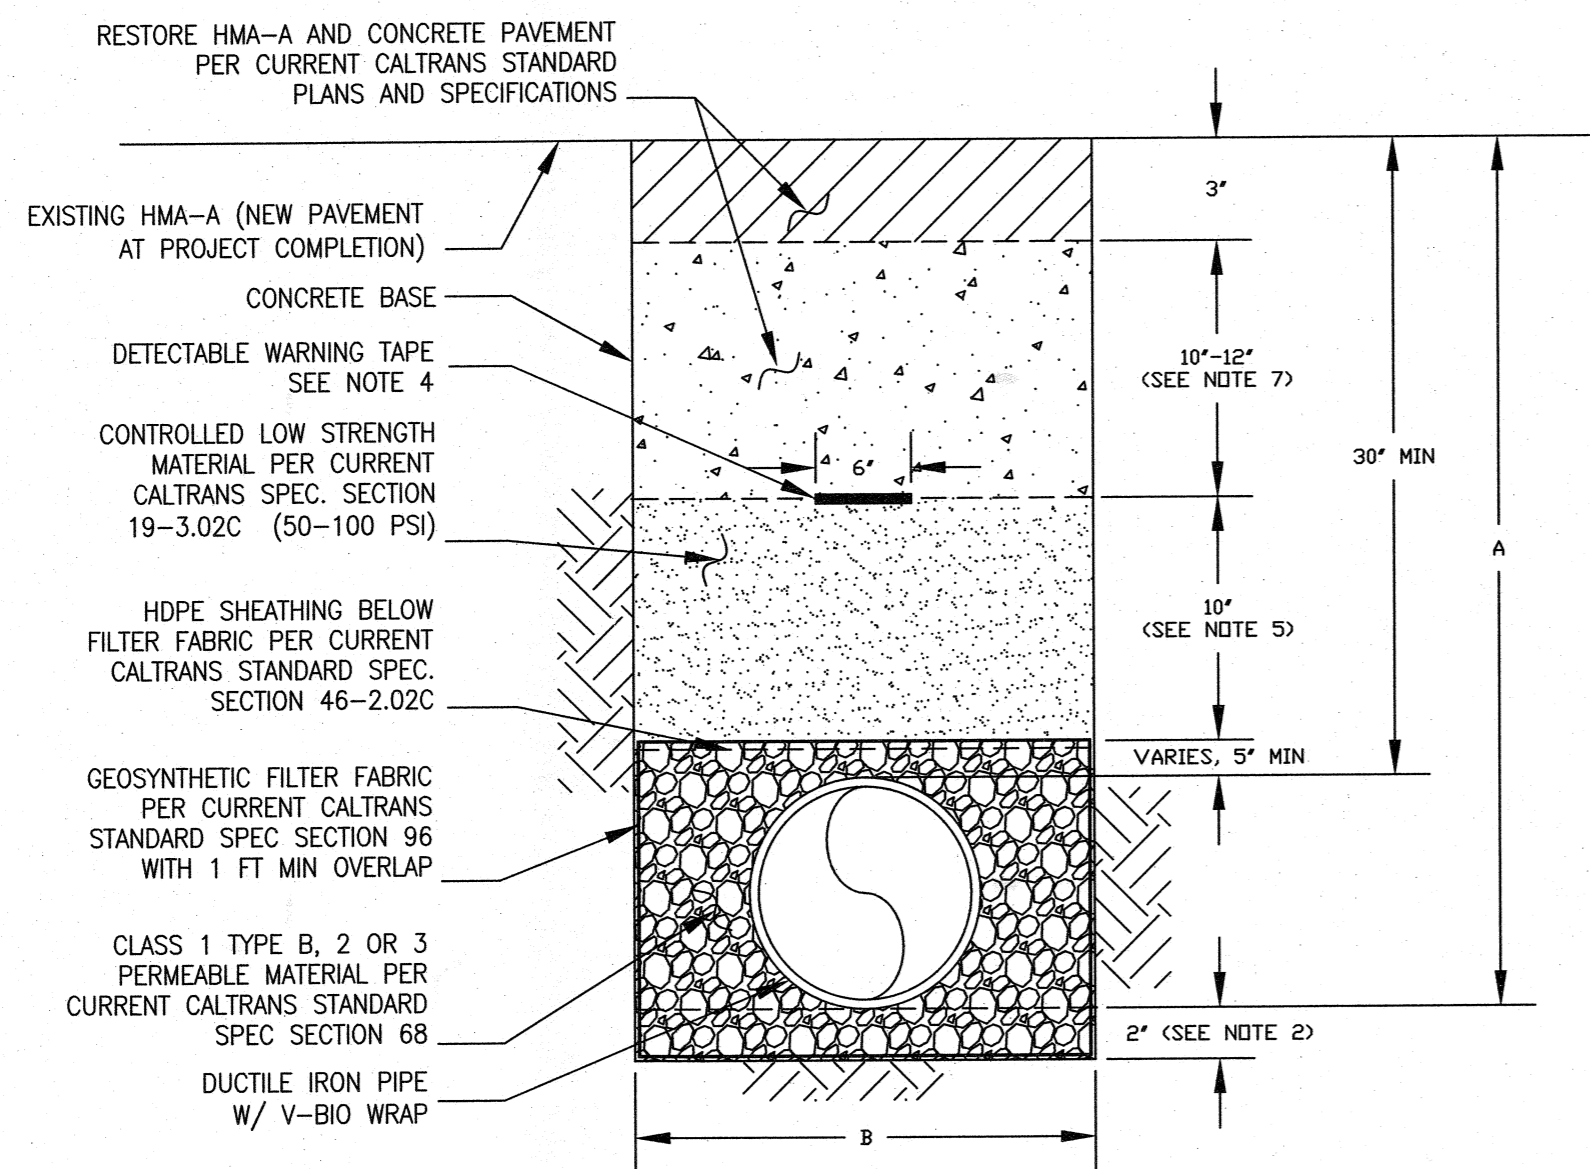 RESTORE HMA-A AND CONCRETE PAVEMENT
PER CURRENT CALTRANS STANDARD
PLANS AND SPECIFICATIONS
EXISTING HMA-A (NEW PAVEMENT
AT PROJECT COMPLETION)
CONCRETE BASE
DETECTABLE WARNING TAPE
SEE NOTE 4
CONTROLLED LOW STRENGTH
MATERIAL PER CURRENT
CALTRANS SPEC. SECTION
19-3.02C (50-100 PSI)
HDPE SHEATHING BELOW
FILTER FABRIC PER CURRENT
CALTRANS STANDARD SPEC.
SECTION 46-2.02C
GEOSYNTHETIC FILTER FABRIC
PER CURRENT CALTRANS
STANDARD SPEC SECTION 96
WITH 1 FT MIN OVERLAP
CLASS 1 TYPE B, 2 OR 3
PERMEABLE MATERIAL PER
CURRENT CALTRANS STANDARD
SPEC SECTION 68
DUCTILE IRON PIPE
W/ V-BIO WRAP
6"
3"
10"-12"
(SEE NOTE 7)
10"
(SEE NOTE 5)
VARIES, 5" MIN
2" (SEE NOTE 2)
30" MIN
A
B